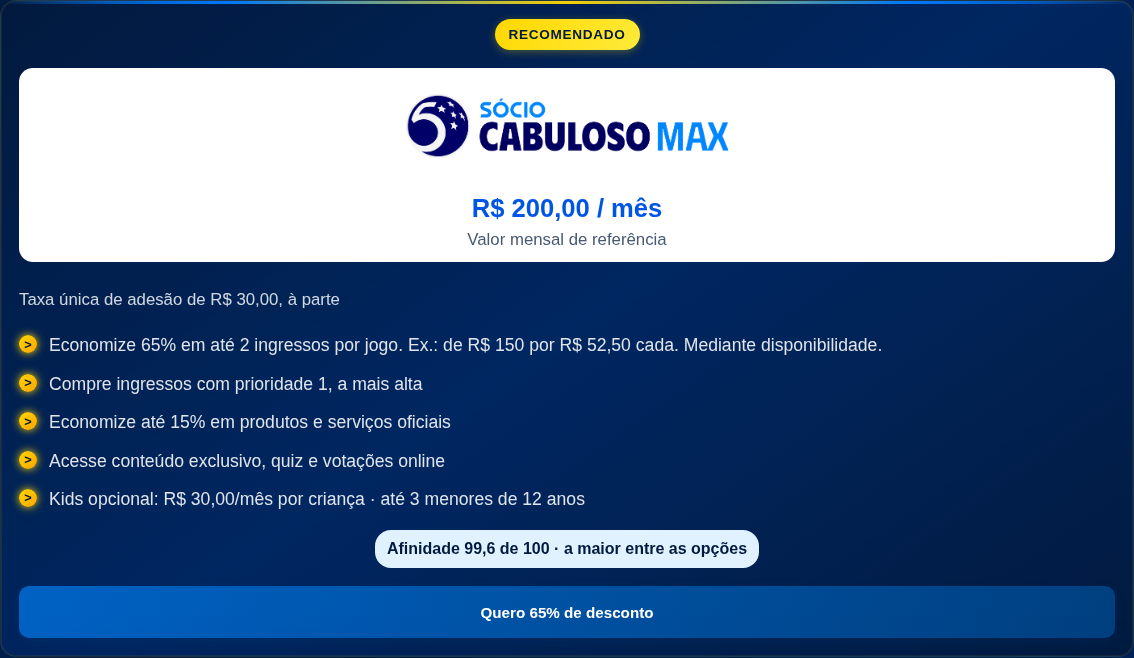 RECOMENDADO
SÓCIO
CABULOSO MAX
R$ 200,00 / mês
Valor mensal de referência
Taxa única de adesão de R$ 30,00, à parte
> Economize 65% em até 2 ingressos por jogo. Ex.: de R$ 150 por R$ 52,50 cada. Mediante disponibilidade.
> Compre ingressos com prioridade 1, a mais alta
> Economize até 15% em produtos e serviços oficiais
> Acesse conteúdo exclusivo, quiz e votações online
> Kids opcional: R$ 30,00/mês por criança · até 3 menores de 12 anos
Afinidade 99,6 de 100 · a maior entre as opções
Quero 65% de desconto